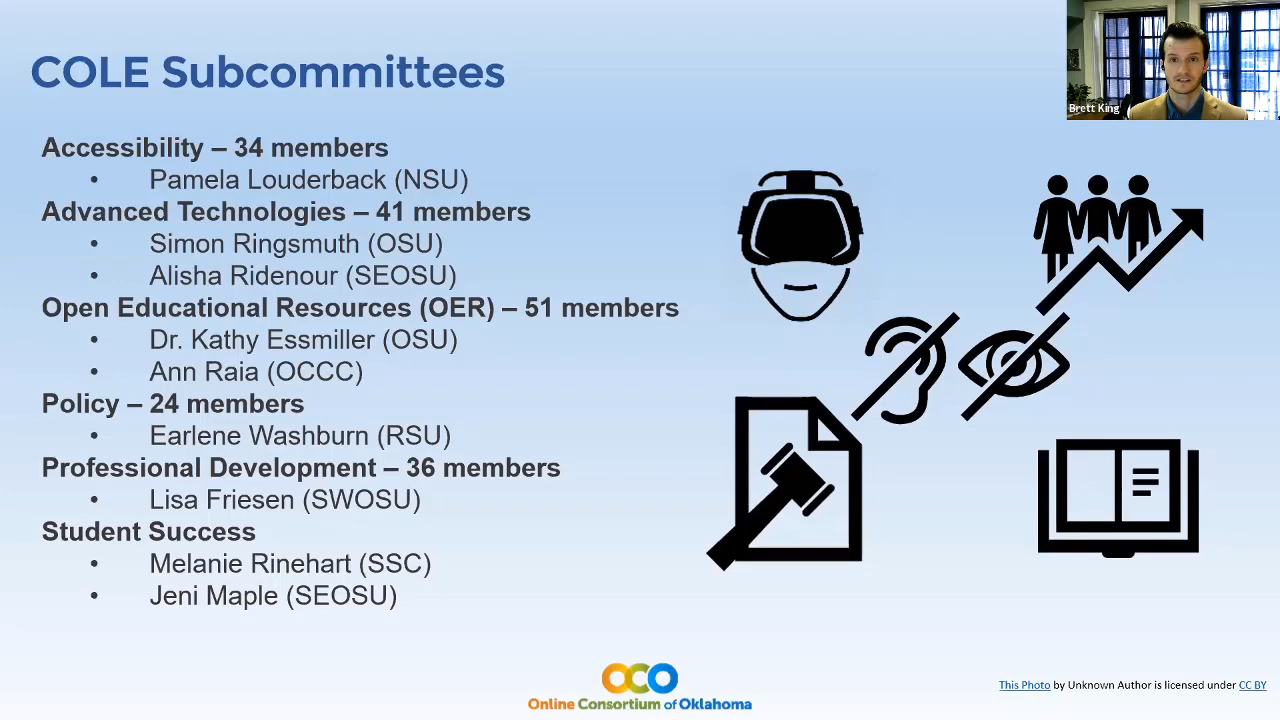 COLE Subcommittees
Brett King
Accessibility – 34 members
• Pamela Louderback (NSU)
Advanced Technologies – 41 members
• Simon Ringsmuth (OSU)
• Alisha Ridenour (SEOSU)
Open Educational Resources (OER) – 51 members
• Dr. Kathy Essmiller (OSU)
• Ann Raia (OCCC)
Policy – 24 members
• Earlene Washburn (RSU)
Professional Development – 36 members
• Lisa Friesen (SWOSU)
Student Success
• Melanie Rinehart (SSC)
• Jeni Maple (SEOSU)
OCO
Online Consortium of Oklahoma
This Photo by Unknown Author is licensed under CC BY